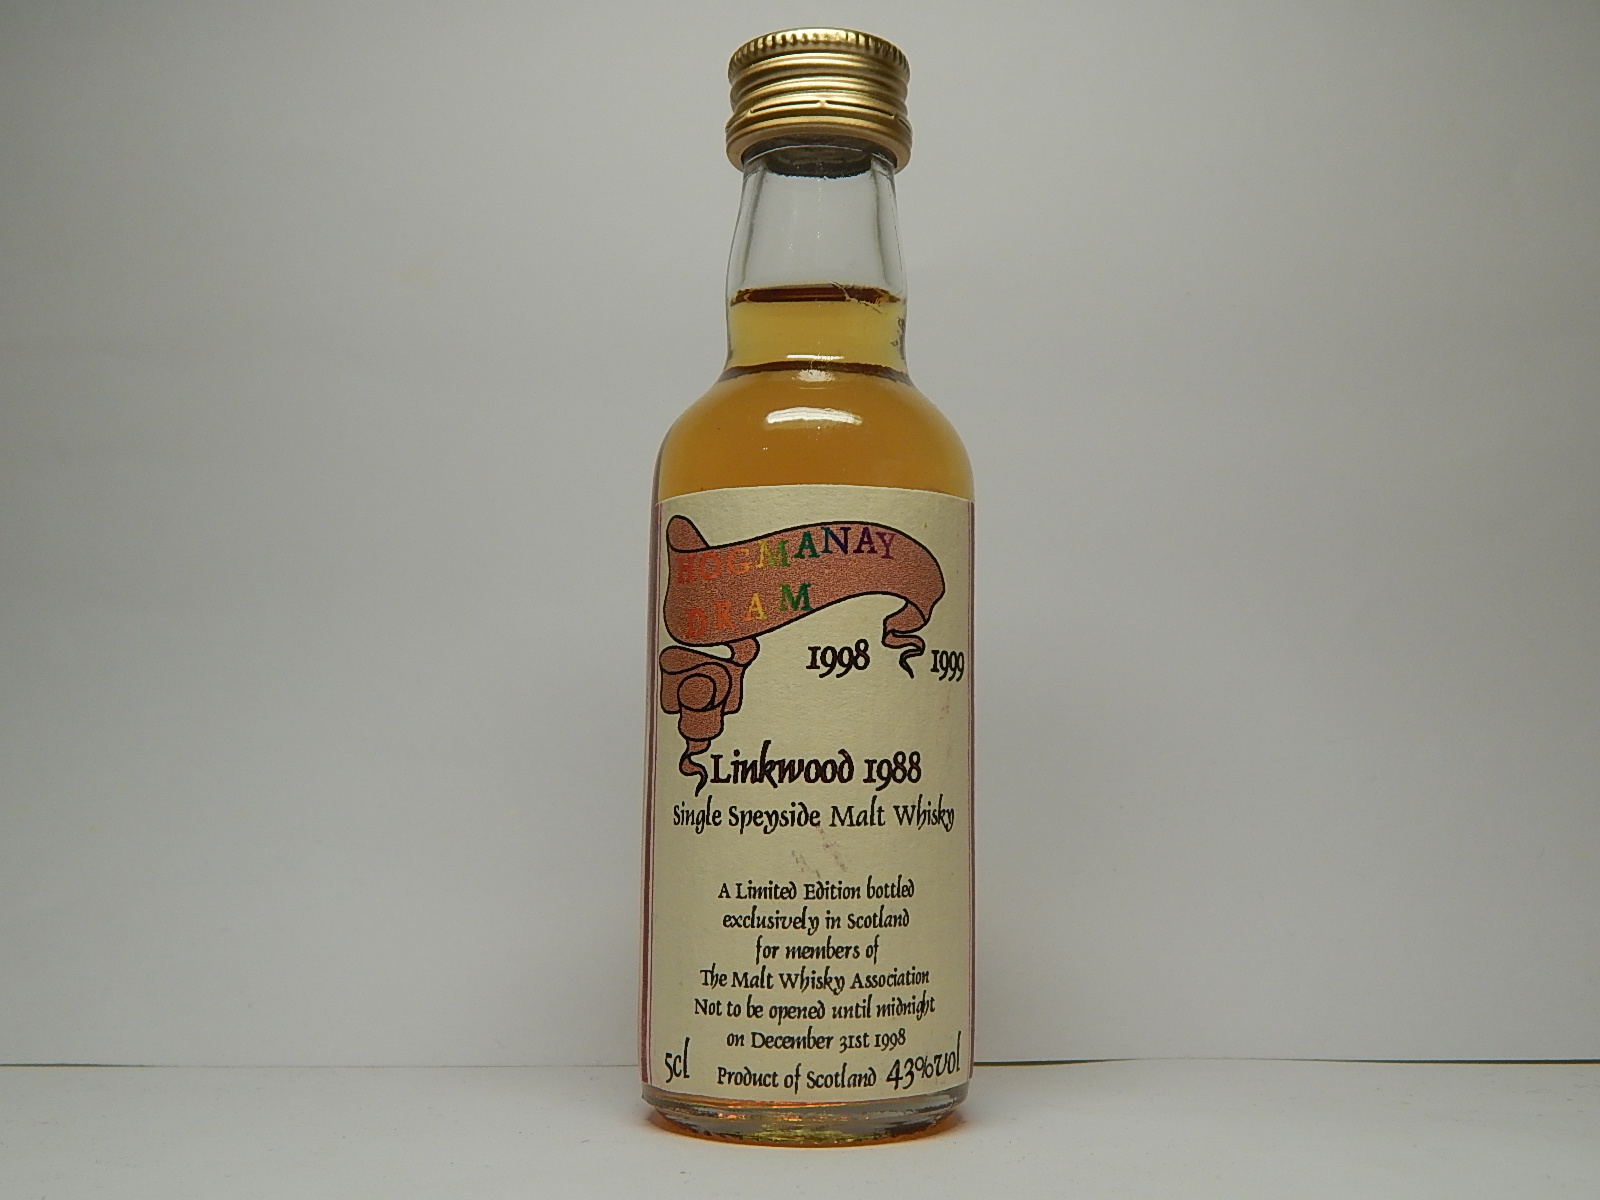 HOGMANAY
DRAM
1998 1999
Linkwood 1988
Single Speyside Malt Whisky
A Limited Edition bottled
exclusively in Scotland
for members of
The Malt Whisky Association
Not to be opened until midnight
on December 31st 1998
5cl Product of Scotland 43%vol